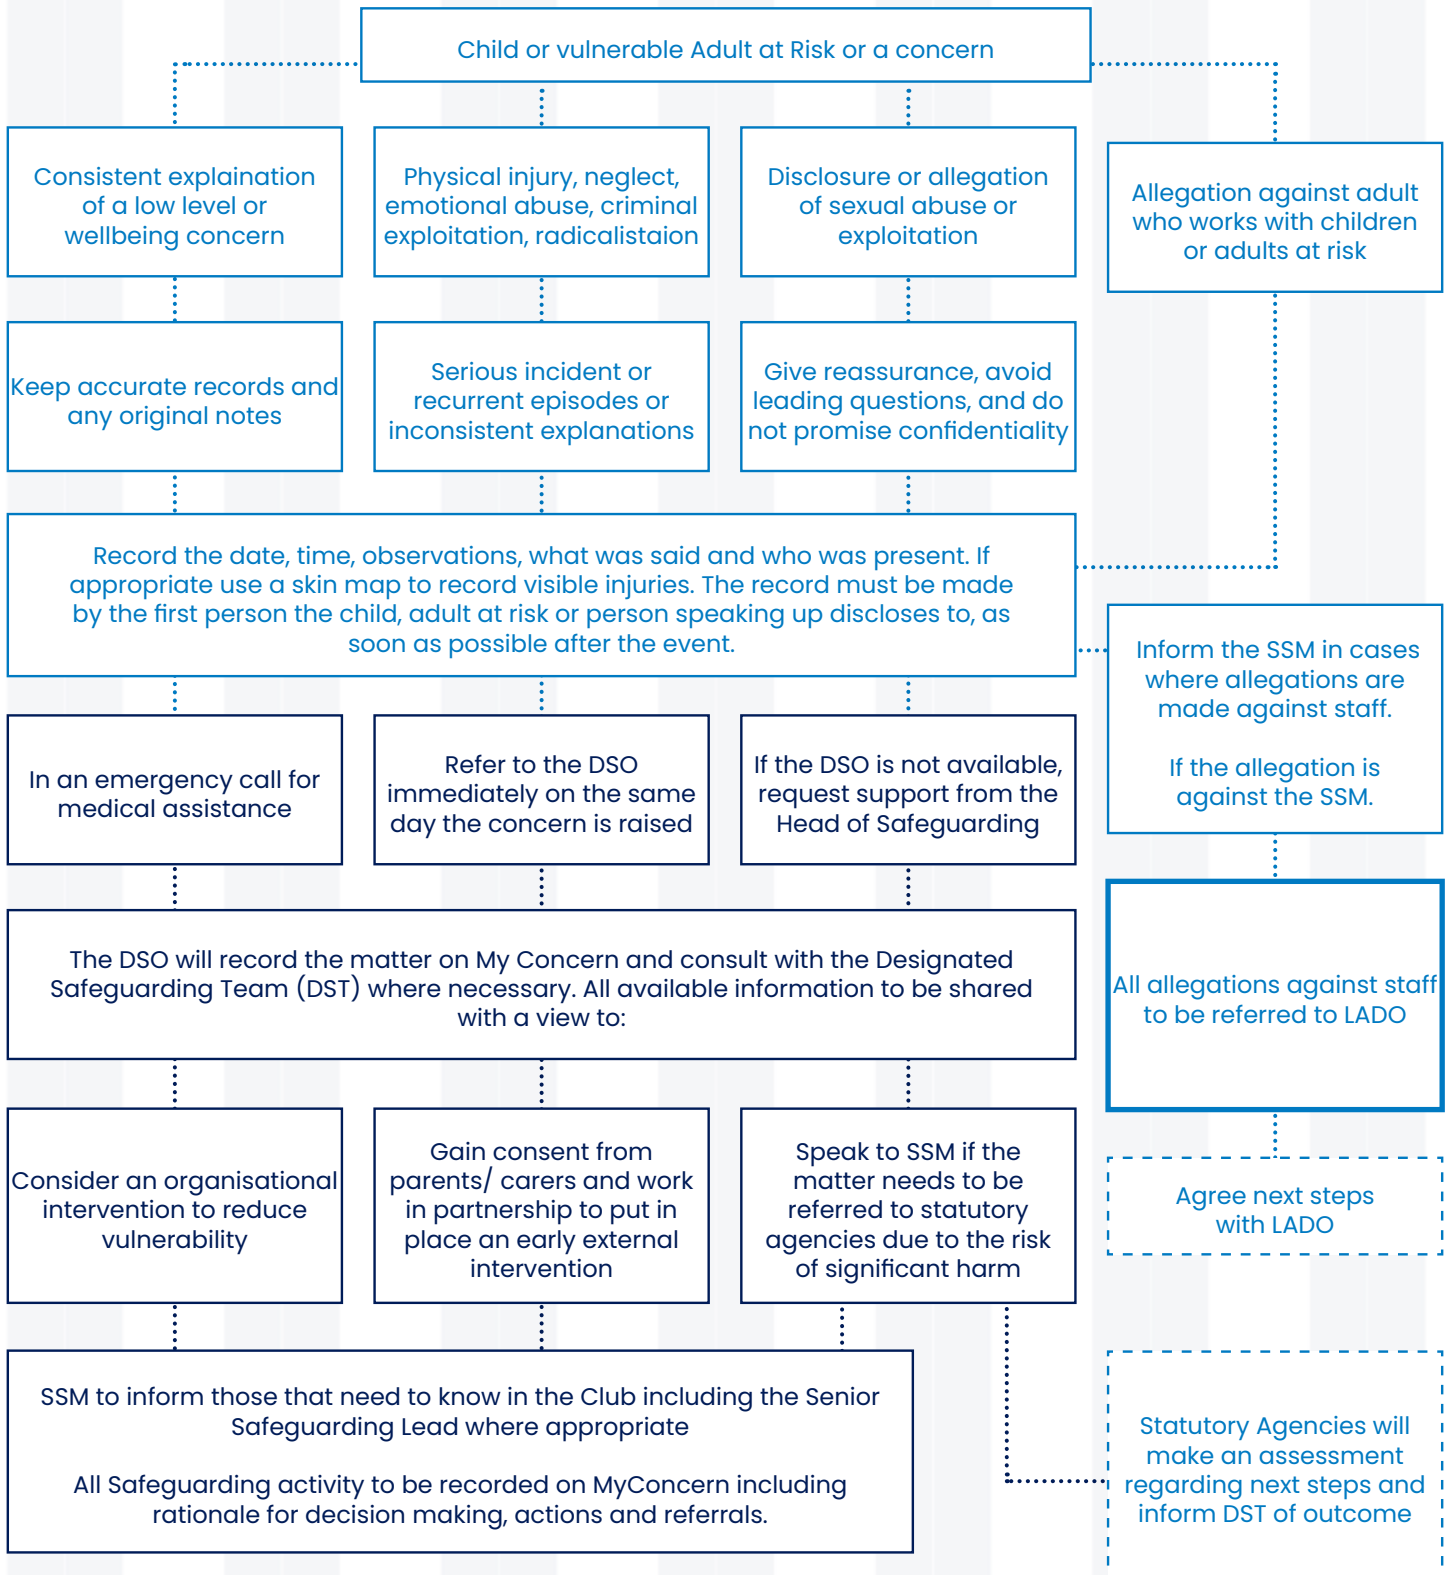 Child or vulnerable Adult at Risk or a concern
Consistent explaination
of a low level or
wellbeing concern
Physical injury, neglect,
emotional abuse, criminal
exploitation, radicalistaion
Disclosure or allegation
of sexual abuse or
exploitation
Allegation against adult
who works with children
or adults at risk
Keep accurate records and
any original notes
Serious incident or
recurrent episodes or
inconsistent explanations
Give reassurance, avoid
leading questions, and do
not promise confidentiality
Record the date, time, observations, what was said and who was present. If
appropriate use a skin map to record visible injuries. The record must be made
by the first person the child, adult at risk or person speaking up discloses to, as
soon as possible after the event.
Inform the SSM in cases
where allegations are
made against staff.
If the allegation is
against the SSM.
In an emergency call for
medical assistance
Refer to the DSO
immediately on the same
day the concern is raised
If the DSO is not available,
request support from the
Head of Safeguarding
The DSO will record the matter on My Concern and consult with the Designated
Safeguarding Team (DST) where necessary. All available information to be shared
with a view to:
All allegations against staff
to be referred to LADO
Consider an organisational
intervention to reduce
vulnerability
Gain consent from
parents/ carers and work
in partnership to put in
place an early external
intervention
Speak to SSM if the
matter needs to be
referred to statutory
agencies due to the risk
of significant harm
Agree next steps
with LADO
SSM to inform those that need to know in the Club including the Senior
Safeguarding Lead where appropriate
All Safeguarding activity to be recorded on MyConcern including
rationale for decision making, actions and referrals.
Statutory Agencies will
make an assessment
regarding next steps and
inform DST of outcome